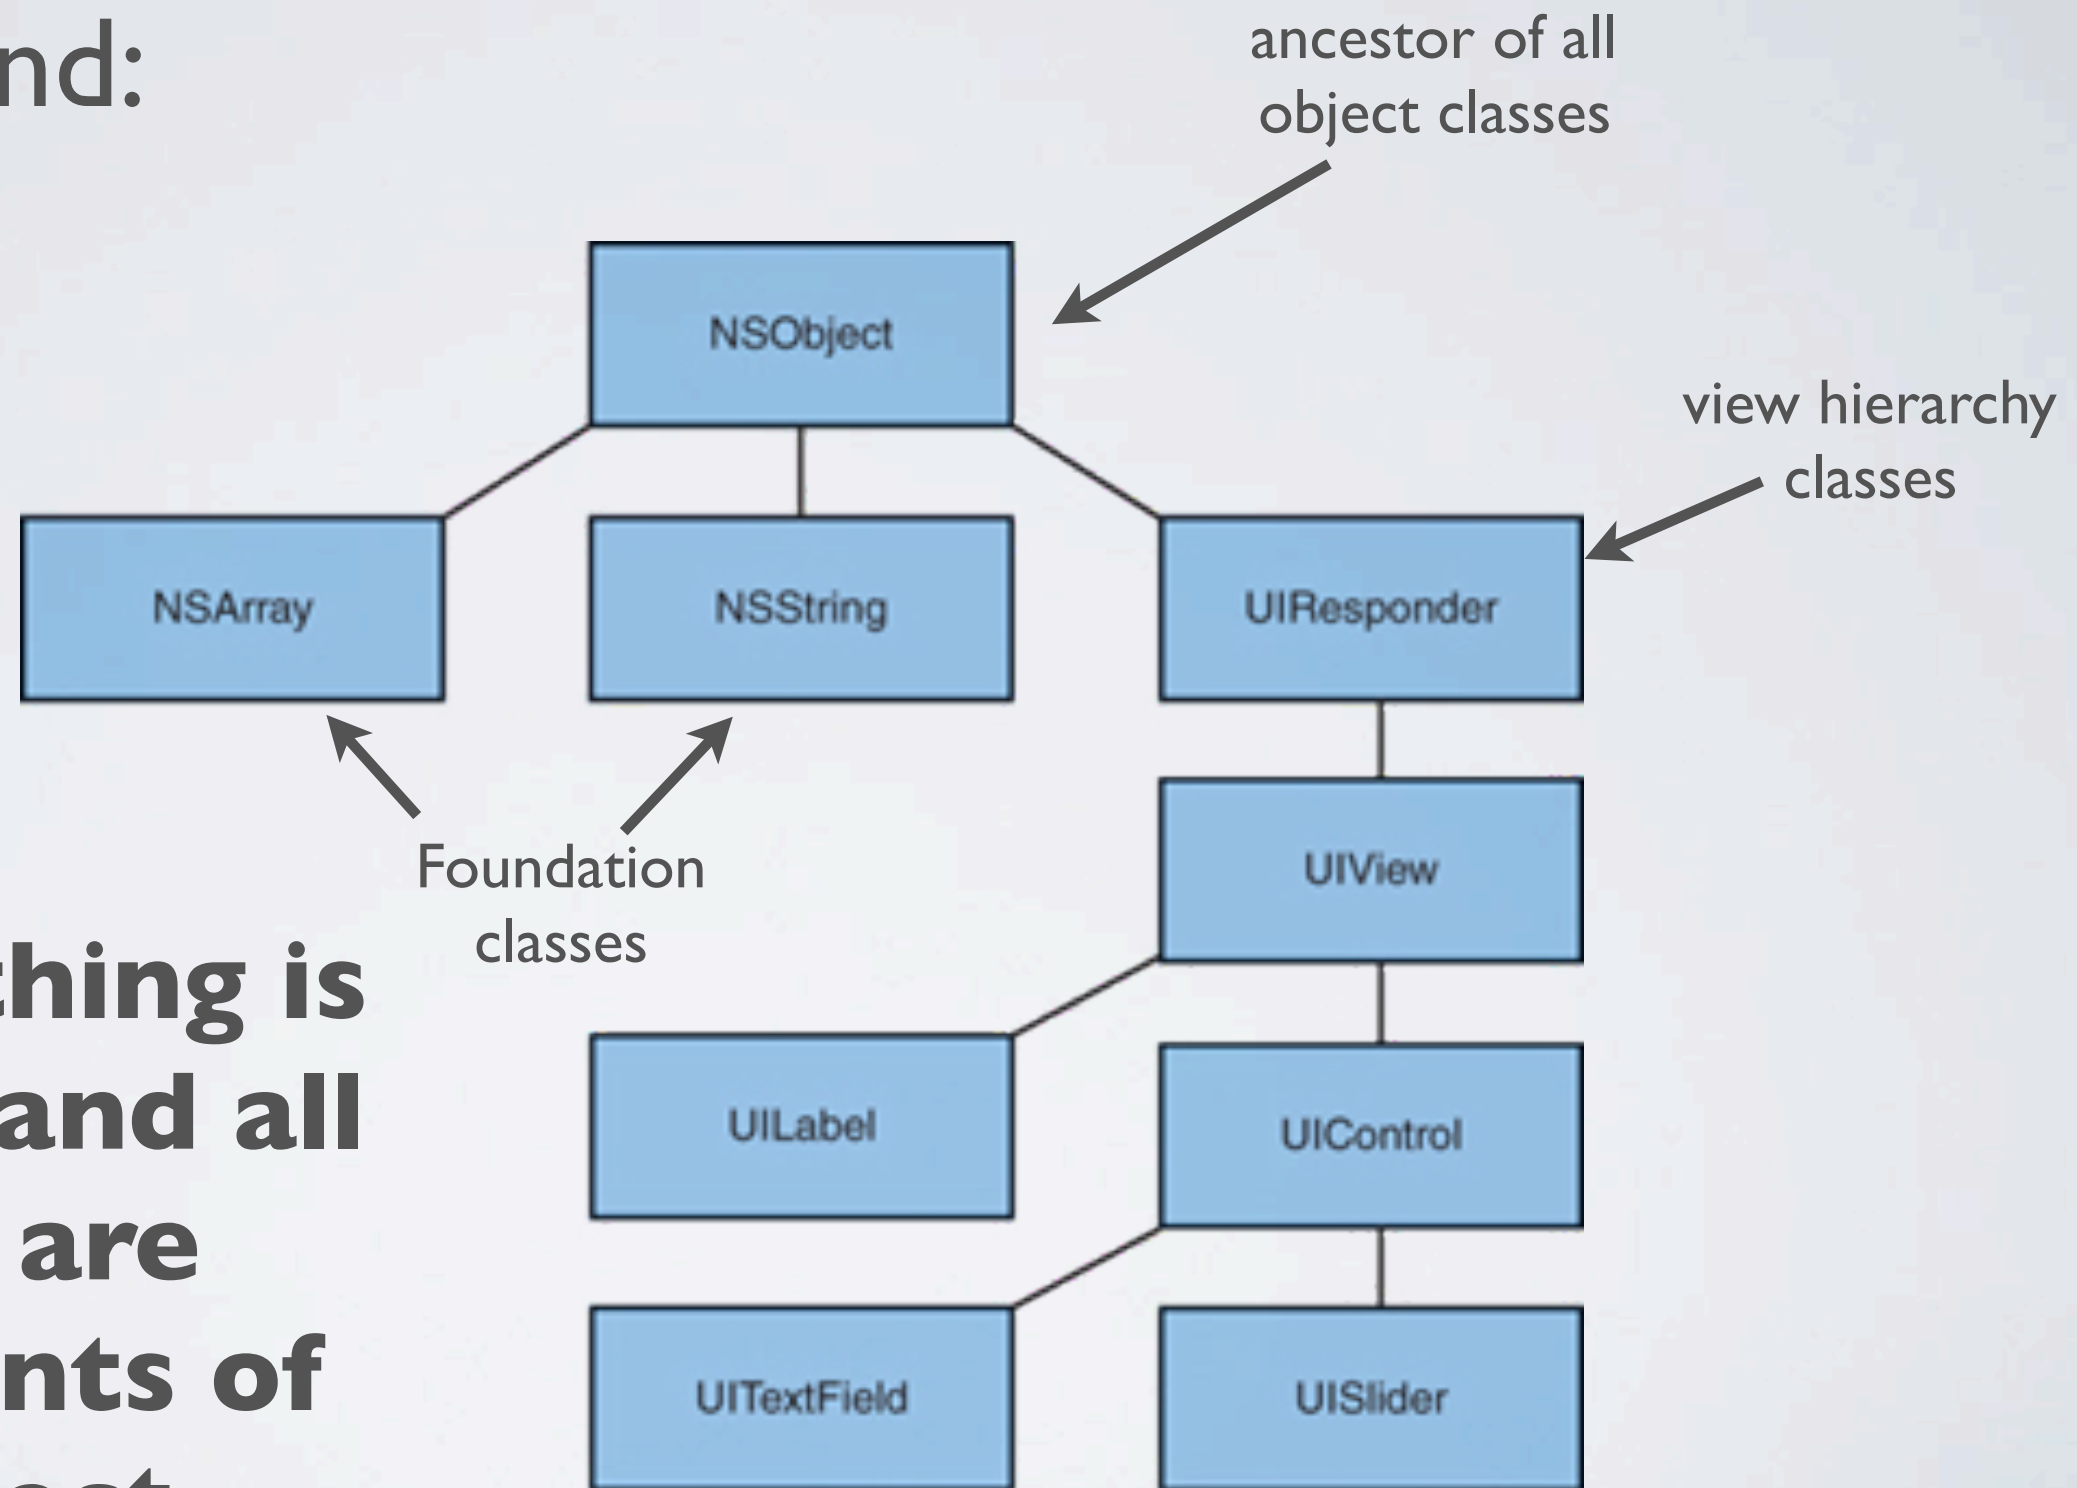 nd:
ancestor of all
object classes
NSObject
view hierarchy
classes
NSArray
NSString
UIResponder
Foundation
classes
UIView
thing is
and all
are
nts of
UILabel
UIControl
UITextField
UISlider